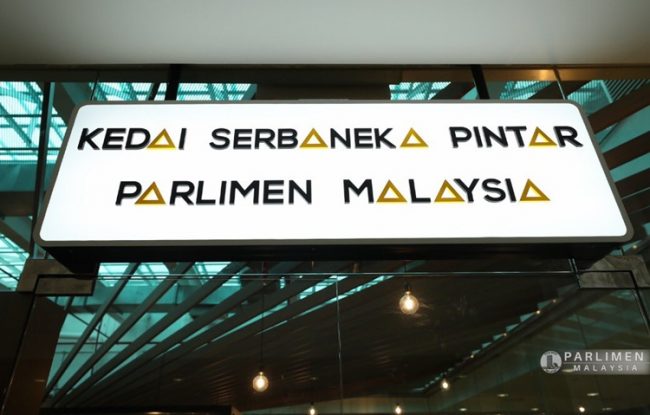 KEDAI SERBANEKA PINTAR
PARLIMEN MALAYSIA
PARLIMEN
MALAYSIA